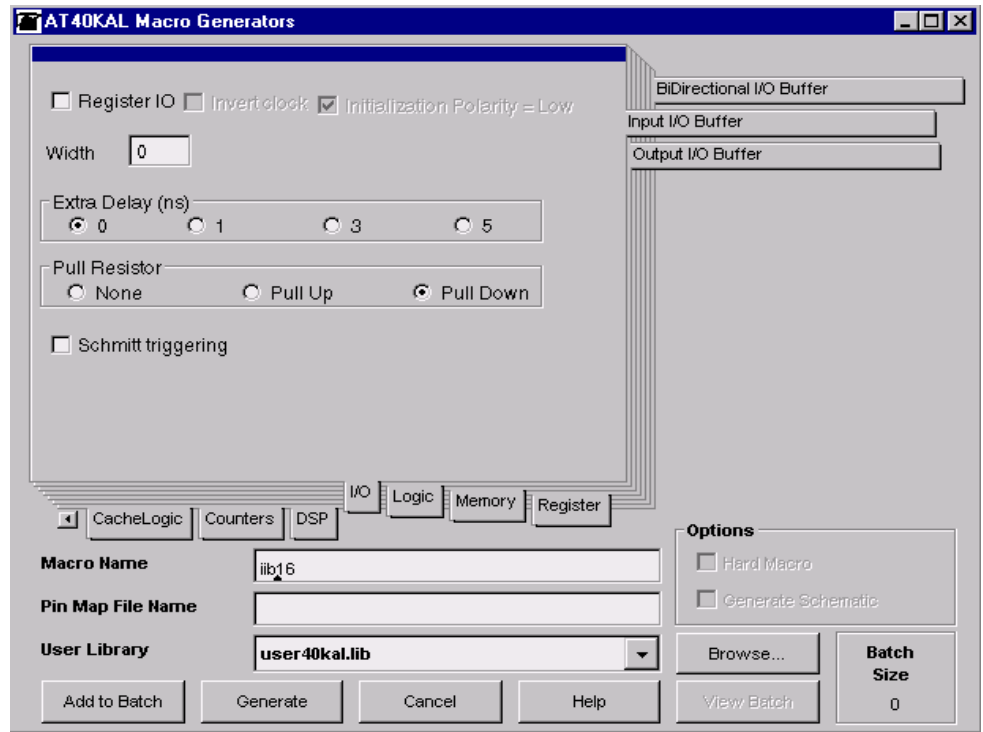 AT40KAL Macro Generators
Register IO Invert clock Initialization Polarity = Low
Width 0
Extra Delay (ns)
0 1 3 5
Pull Resistor
None Pull Up Pull Down
Schmitt triggering
BiDirectional I/O Buffer
Input I/O Buffer
Output I/O Buffer
CacheLogic Counters DSP I/O Logic Memory Register
Macro Name iib16
Pin Map File Name
User Library user40kal.lib
Options
Hard Macro
Generate Schematic
Browse...
View Batch
Batch
Size
0
Add to Batch Generate Cancel Help